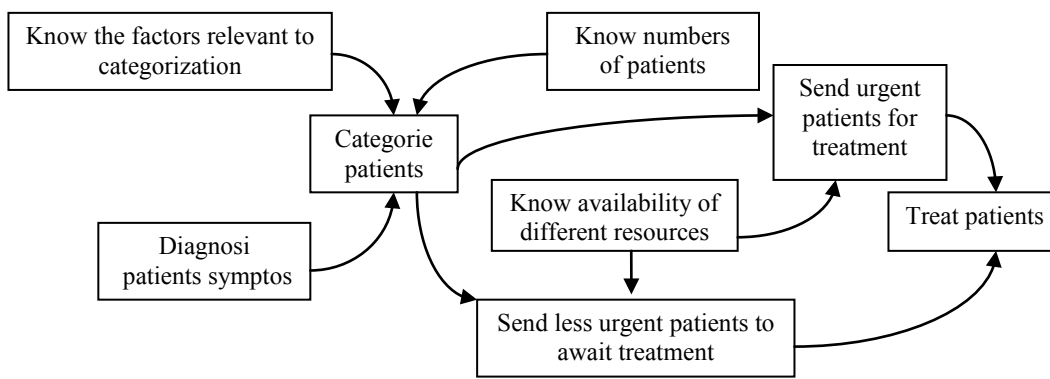 Know the factors relevant to
categorization
Know numbers
of patients
Send urgent
patients for
treatment
Categorie
patients
Know availability of
different resources
Treat patients
Diagnosi
patients symptos
Send less urgent patients to
await treatment